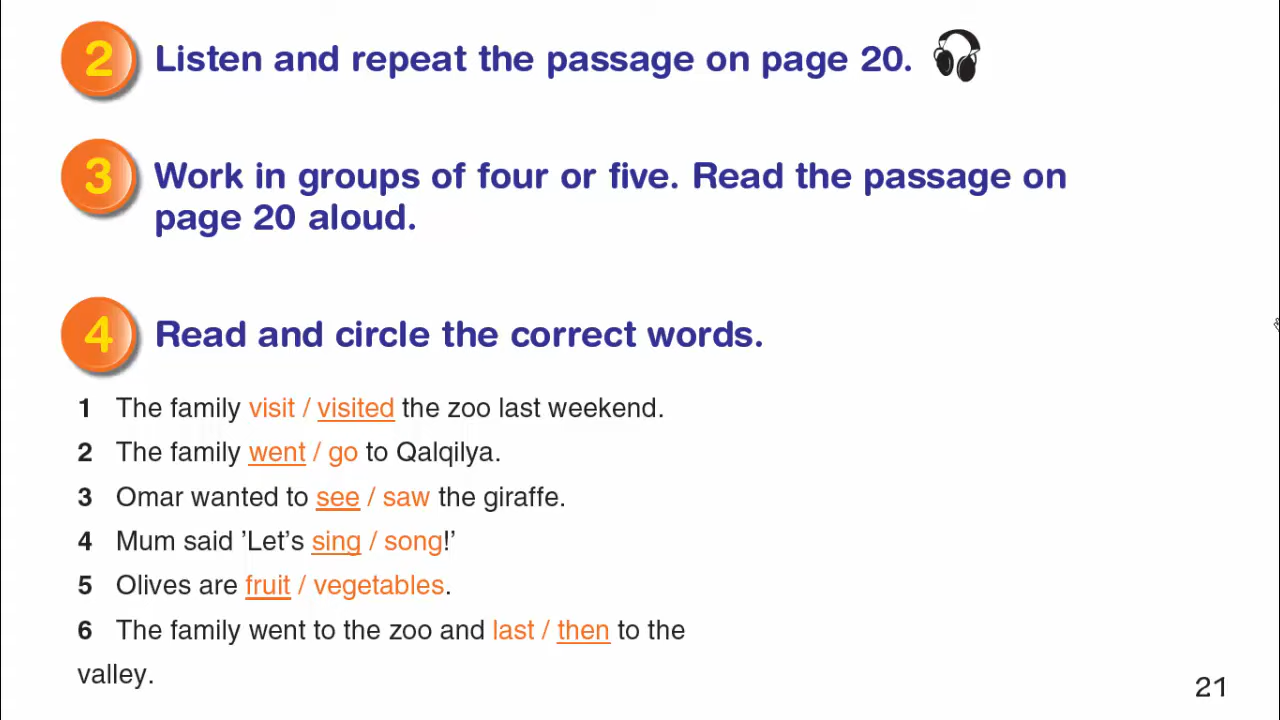 2 Listen and repeat the passage on page 20.
3 Work in groups of four or five. Read the passage on
page 20 aloud.
4 Read and circle the correct words.
1 The family visit / visited the zoo last weekend.
2 The family went / go to Qalqilya.
3 Omar wanted to see / saw the giraffe.
4 Mum said ’Let’s sing / song!’
5 Olives are fruit / vegetables.
6 The family went to the zoo and last / then to the
valley.
21